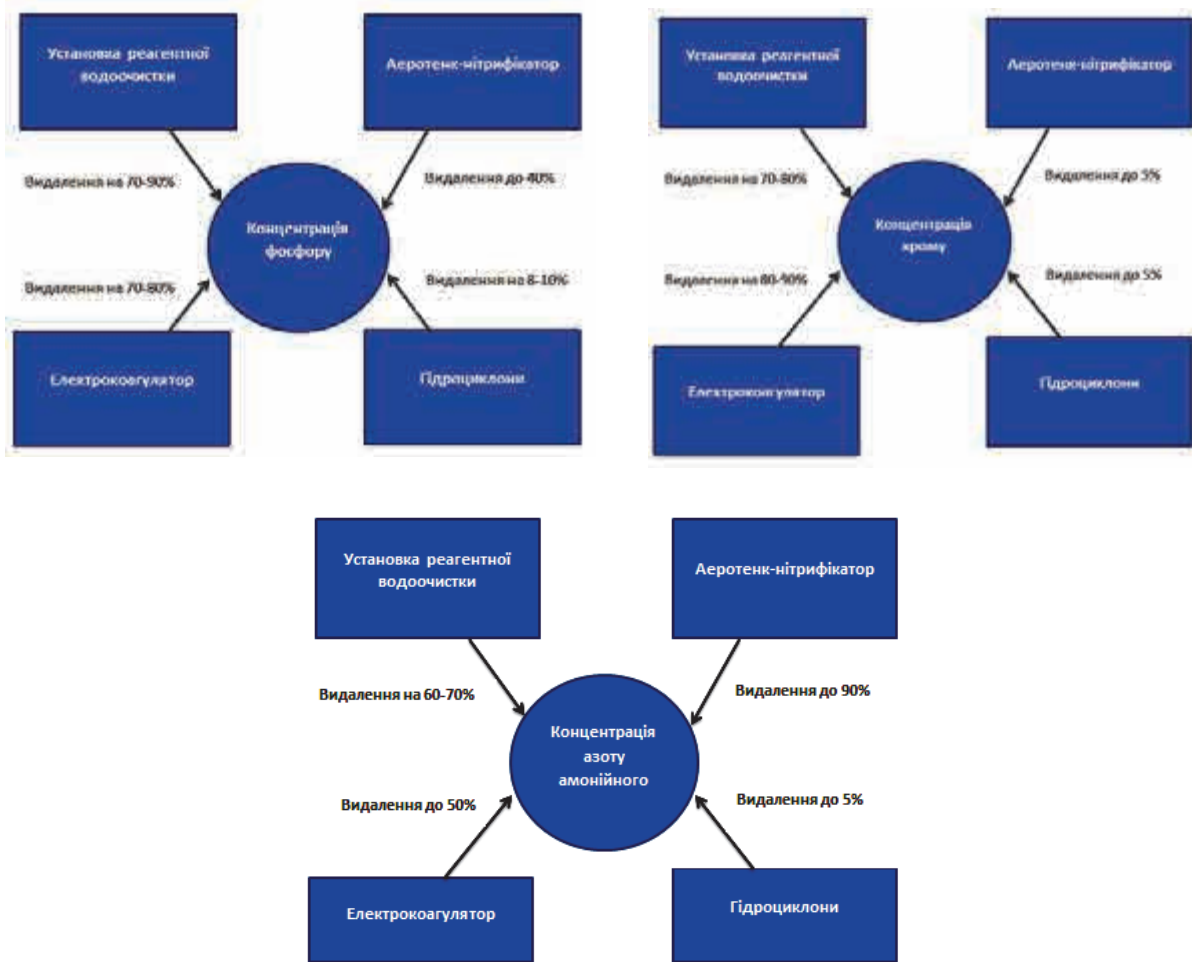 Установка реагентної
водоочистки
Аеротенк-нітрифікатор
Видалення на 70-90%
Видалення до 40%
Концентрація
фосфору
Видалення на 70-80%
Видалення на 8-10%
Електрокоагулятор
Гідроциклони
Установка реагентної
водоочистки
Аеротенк-нітрифікатор
Видалення на 70-80%
Видалення до 5%
Концентрація
хрому
Видалення на 80-90%
Видалення до 5%
Електрокоагулятор
Гідроциклони
Установка реагентної
водоочистки
Аеротенк-нітрифікатор
Видалення на 60-70%
Видалення до 90%
Концентрація
азоту
амонійного
Видалення до 50%
Видалення до 5%
Електрокоагулятор
Гідроциклони